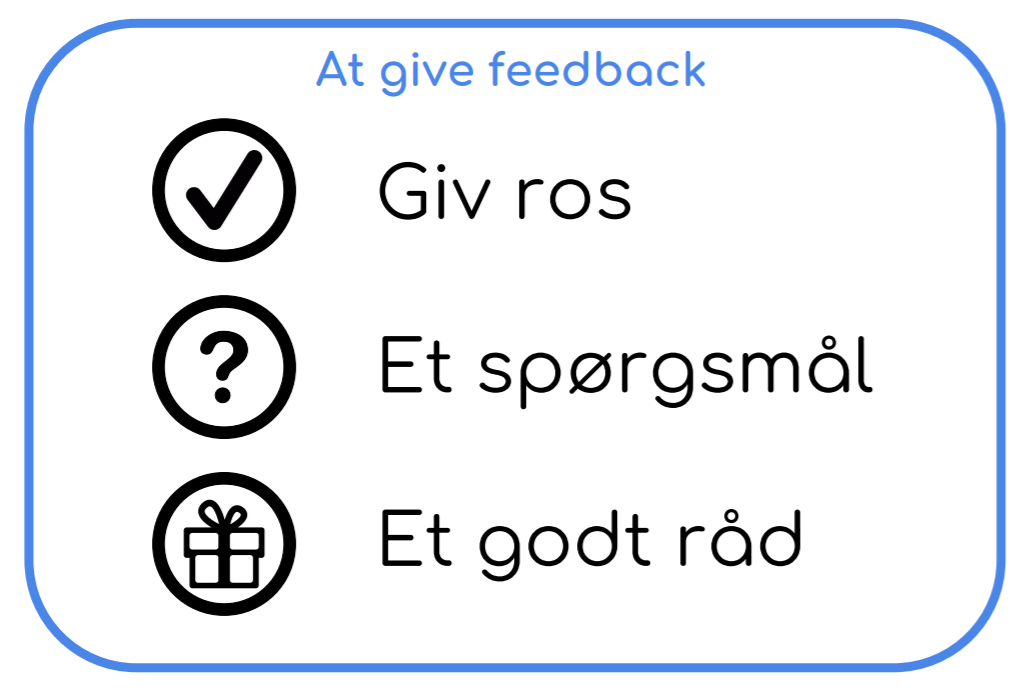 At give feedback
Giv ros
Et spørgsmål
Et godt råd